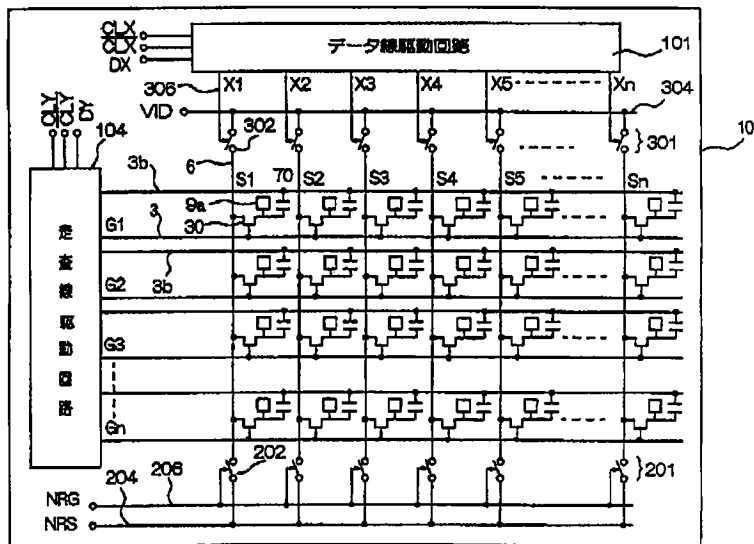 CLX
CLX
DX
データ線駆動回路
101
306
X1 X2 X3 X4 X5 Xn
304
VID
CLY
CLY
DY
104
302
301
10
6
3b
S1 70 S2 S3 S4 S5 Sn
9a
G1 3 30
走査線駆動回路
G2 3b
G3
Gn
202
201
204 206
NRG
NRS